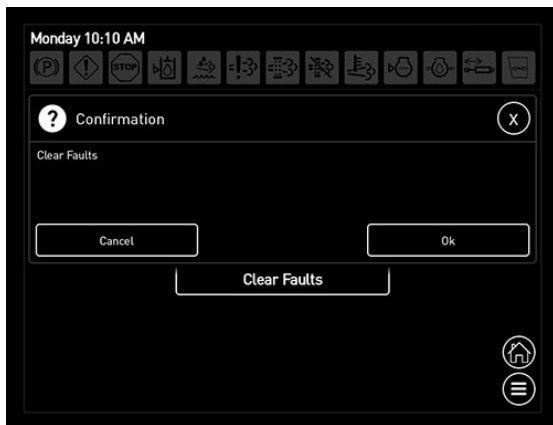 Monday 10:10 AM
(P)
STOP
? Confirmation
X
Clear Faults
Cancel
Ok
Clear Faults